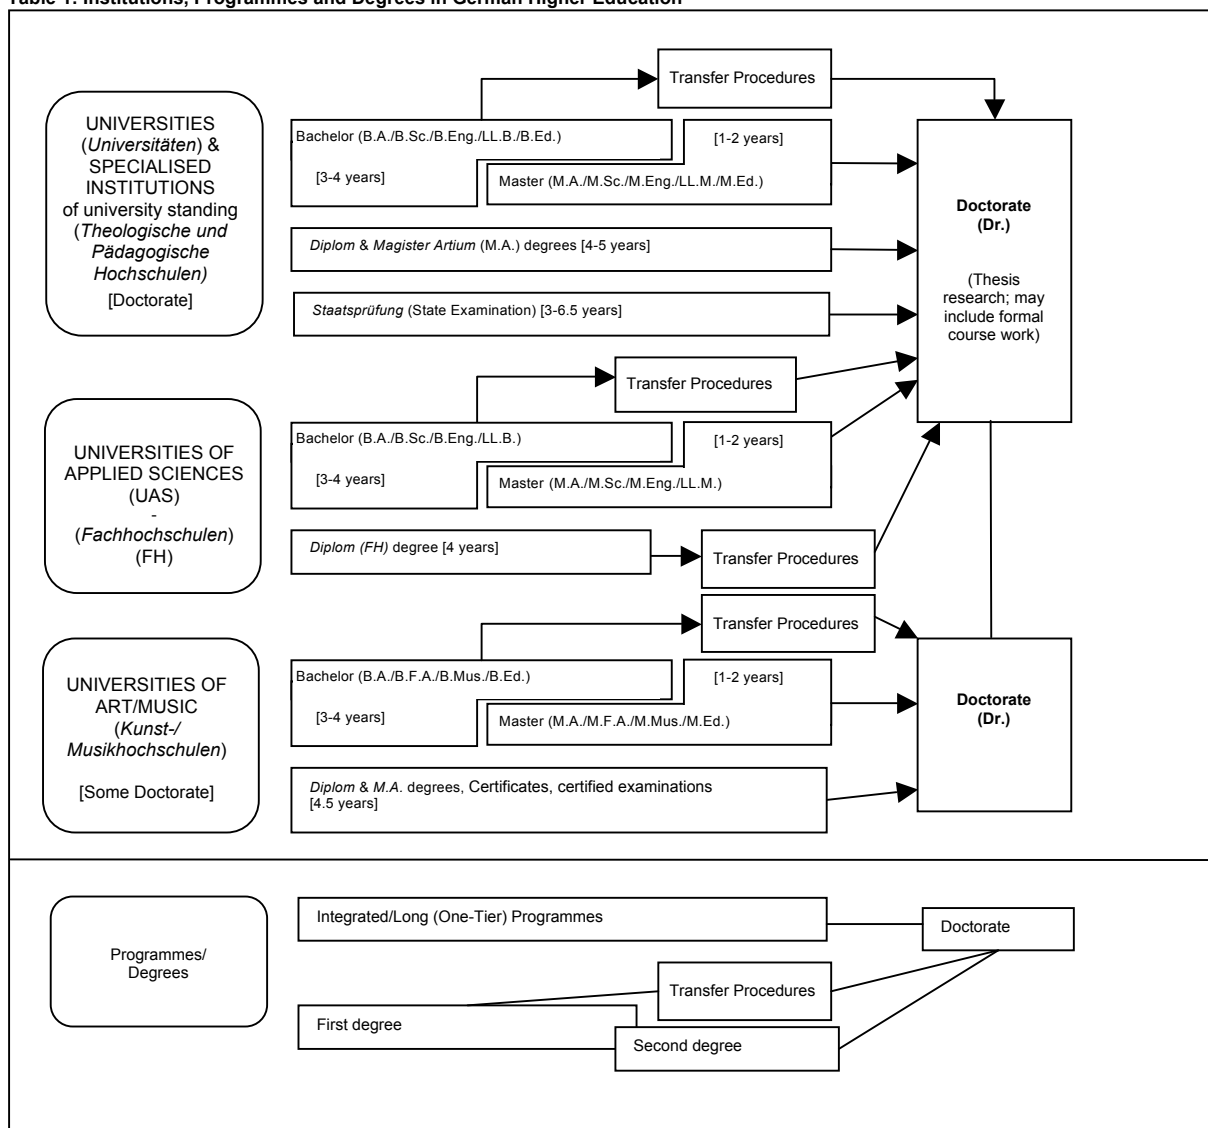 Table 1: Institutions, Programmes and Degrees in German Higher Education
Transfer Procedures
UNIVERSITIES
(Universitäten) &
SPECIALISED
INSTITUTIONS
of university standing
(Theologische und
Pädagogische
Hochschulen)
[Doctorate]
Bachelor (B.A./B.Sc./B.Eng./LL.B./B.Ed.)
[3-4 years]
[1-2 years]
Master (M.A./M.Sc./M.Eng./LL.M./M.Ed.)
Diplom & Magister Artium (M.A.) degrees [4-5 years]
Staatsprüfung (State Examination) [3-6.5 years]
Doctorate
(Dr.)
(Thesis
research; may
include formal
course work)
Transfer Procedures
UNIVERSITIES OF
APPLIED SCIENCES
(UAS)
-
(Fachhochschulen)
(FH)
Bachelor (B.A./B.Sc./B.Eng./LL.B.)
[3-4 years]
[1-2 years]
Master (M.A./M.Sc./M.Eng./LL.M.)
Diplom (FH) degree [4 years]
Transfer Procedures
Transfer Procedures
UNIVERSITIES OF
ART/MUSIC
(Kunst-/
Musikhochschulen)
[Some Doctorate]
Bachelor (B.A./B.F.A./B.Mus./B.Ed.)
[3-4 years]
[1-2 years]
Master (M.A./M.F.A./M.Mus./M.Ed.)
Diplom & M.A. degrees, Certificates, certified examinations
[4.5 years]
Doctorate
(Dr.)
Programmes/
Degrees
Integrated/Long (One-Tier) Programmes
Doctorate
Transfer Procedures
First degree
Second degree